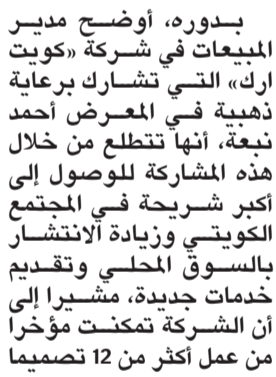 بدوره، أوضح مدير
المبيعات في شركة «كويت
ارك» التي تشارك برعاية
ذهبية في المعرض أحمد
نبعة، أنها تتطلع من خلال
هذه المشاركة للوصول إلى
أكبر شريحة في المجتمع
الكويتي وزيادة الانتشار
بالسوق المحلي وتقديم
خدمات جديدة، مشيرا إلى
أن الشركة تمكنت مؤخرا
من عمل أكثر من 12 تصميما